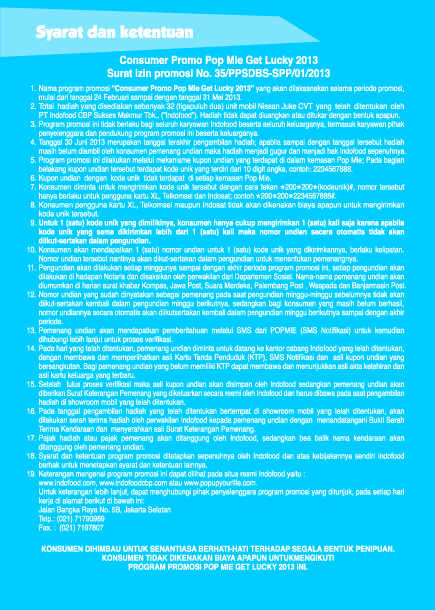 Syarat dan ketentuan
Consumer Promo Pop Mie Get Lucky 2013
Surat izin promosi No. 35/PPSDBS-SPP/01/2013
1. Nama program promosi "Consumer Promo Pop Mie Get Lucky 2013" yang akan dilaksanakan selama periode promosi,
mulai dari tanggal 24 Februari sampai dengan tanggal 31 Mei 2013.
2. Total hadiah yang disediakan sebanyak 32 (tigapuluh dua) unit mobil Nissan Juke CVT yang telah ditentukan oleh
PT Indofood CBP Sukses Makmur Tbk., ("Indofood"). Hadiah tidak dapat diuangkan atau ditukar dengan bentuk apapun.
3. Program promosi ini tidak berlaku bagi seluruh karyawan Indofood beserta seluruh keluarganya, termasuk karyawan pihak
penyelenggara dan pendukung program promosi ini beserta keluarganya.
4. Tanggal 30 Juni 2013 merupakan tanggal terakhir pengambilan hadiah; apabila sampai dengan tanggal tersebut hadiah
masih belum diambil oleh konsumen pemenang undian maka hadiah menjadi gugur dan menjadi hak Indofood sepenuhnya.
5. Program promosi ini dilakukan melalui mekanisme kupon undian yang terdapat di dalam kemasan Pop Mie; Pada bagian
belakang kupon undian tersebut terdapat kode unik yang terdiri dari 10 digit angka, contoh: 2234567888.
6. Kupon undian dengan kode unik tidak terdapat di setiap kemasan Pop Mie.
7. Konsumen diminta untuk mengirimkan kode unik tersebut dengan cara tekan *200*200*(kodeunik)#, nomor tersebut
hanya berlaku untuk pengguna kartu XL, Telkomsel dan Indosat; contoh *200*200*2234567888#.
8. Konsumen pengguna kartu XL, Telkomsel maupun Indosat tidak akan dikenakan biaya apapun untuk mengirimkan
kode unik tersebut.
9. Untuk 1 (satu) kode unik yang dimilikinya, konsumen hanya cukup mengirimkan 1 (satu) kali saja karena apabila
kode unik yang sama dikirimkan lebih dari 1 (satu) kali maka nomor undian secara otomatis tidak akan
diikut-sertakan dalam pengundian.
10. Konsumen akan mendapatkan 1 (satu) nomor undian untuk 1 (satu) kode unik yang dikirimkannya, berlaku kelipatan.
Nomor undian tersebut nantinya akan diikut-sertakan dalam pengundian untuk menentukan pemenangnya.
11. Pengundian akan dilakukan setiap minggunya sampai dengan akhir periode program promosi ini, setiap pengundian akan
dilakukan di hadapan Notaris dan disaksikan oleh perwakilan dari Departemen Sosial. Nama-nama pemenang undian akan
diumumkan di harian surat khabar Kompas, Jawa Post, Suara Merdeka, Palembang Post, Waspada dan Banjarmasin Post.
12. Nomor undian yang sudah dinyatakan sebagai pemenang pada saat pengundian minggu-minggu sebelumnya tidak akan
diikut-sertakan kembali dalam pengundian minggu berikutnya, sedangkan bagi konsumen yang masih belum berhasil,
nomor undiannya secara otomatis akan diikutsertakan kembali dalam pengundian minggu berikutnya sampai dengan akhir
periode.
13. Pemenang undian akan mendapatkan pemberitahuan melalui SMS dari POPMIE (SMS Notifikasi) untuk kemudian
dihubungi lebih lanjut untuk proses verifikasi.
14. Pada hari yang telah ditentukan, pemenang undian diminta untuk datang ke kantor cabang Indofood yang telah ditentukan,
dengan membawa dan memperlihatkan asli Kartu Tanda Penduduk (KTP), SMS Notifikasi dan asli kupon undian yang
bersangkutan. Bagi pemenang undian yang belum memiliki KTP dapat membawa dan menunjukkan asli akta kelahiran dan
asli kartu keluarga yang terbaru.
15. Setelah lulus proses verifikasi maka asli kupon undian akan disimpan oleh Indofood sedangkan pemenang undian akan
diberikan Surat Keterangan Pemenang yang dikeluarkan secara resmi oleh Indofood dan harus dibawa pada saat pengambilan
hadiah di showroom mobil yang telah ditentukan.
16. Pada tanggal pengambilan hadiah yang telah ditentukan bertempat di showroom mobil yang telah ditentukan, akan
dilakukan serah terima hadiah oleh perwakilan Indofood kepada pemenang undian dengan menandatangani Bukti Serah
Terima Kendaraan dan menyerahkan asli Surat Keterangan Pemenang.
17. Pajak hadiah atau pajak pemenang akan ditanggung oleh Indofood, sedangkan bea balik nama kendaraan akan
ditanggung oleh pemenang undian.
18. Syarat dan ketentuan program promosi ditetapkan sepenuhnya oleh Indofood dan atas kebijakannya sendiri Indofood
berhak untuk menetapkan syarat dan ketentuan lainnya.
19. Keterangan mengenai program promosi ini dapat dilihat pada situs resmi Indofood yaitu :
www.indofood.com, www.indofoodcbp.com atau www.popupyourlife.com.
Untuk keterangan lebih lanjut, dapat menghubungi pihak penyelenggara program promosi yang ditunjuk, pada setiap hari
kerja di alamat berikut di bawah ini:
Jalan Bangka Raya No. 5B, Jakarta Selatan
Telp.: (021) 71790989
Fax. : (021) 7197807
KONSUMEN DIHIMBAU UNTUK SENANTIASA BERHATI-HATI TERHADAP SEGALA BENTUK PENIPUAN.
KONSUMEN TIDAK DIKENAKAN BIAYA APAPUN UNTUKMENGIKUTI
PROGRAM PROMOSI POP MIE GET LUCKY 2013 INI.